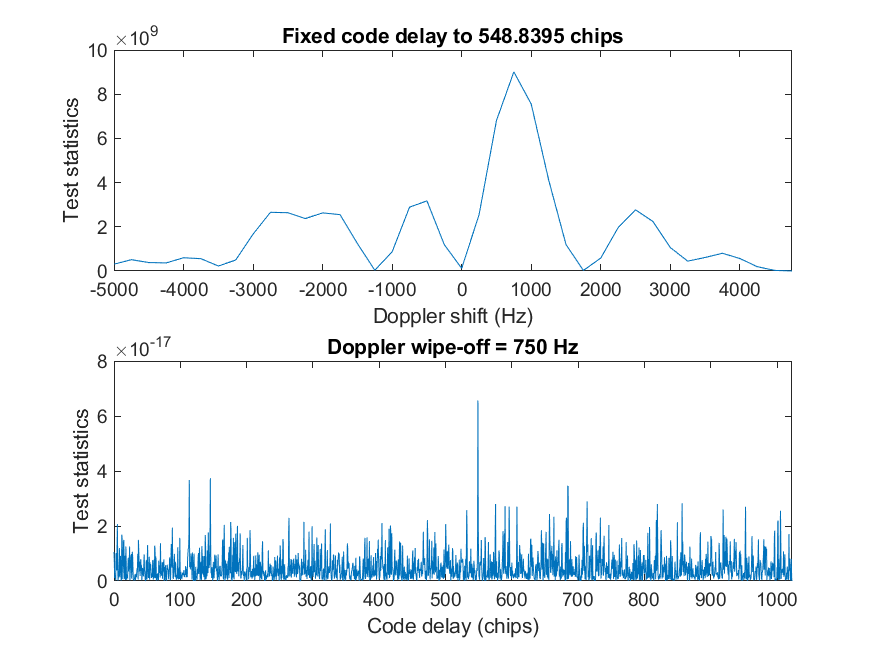 ×10⁹
Fixed code delay to 548.8395 chips
10
8
6
4
2
0
Test statistics
-5000 -4000 -3000 -2000 -1000 0 1000 2000 3000 4000
Doppler shift (Hz)
×10⁻¹⁷
Doppler wipe-off = 750 Hz
8
6
4
2
0
Test statistics
0 100 200 300 400 500 600 700 800 900 1000
Code delay (chips)